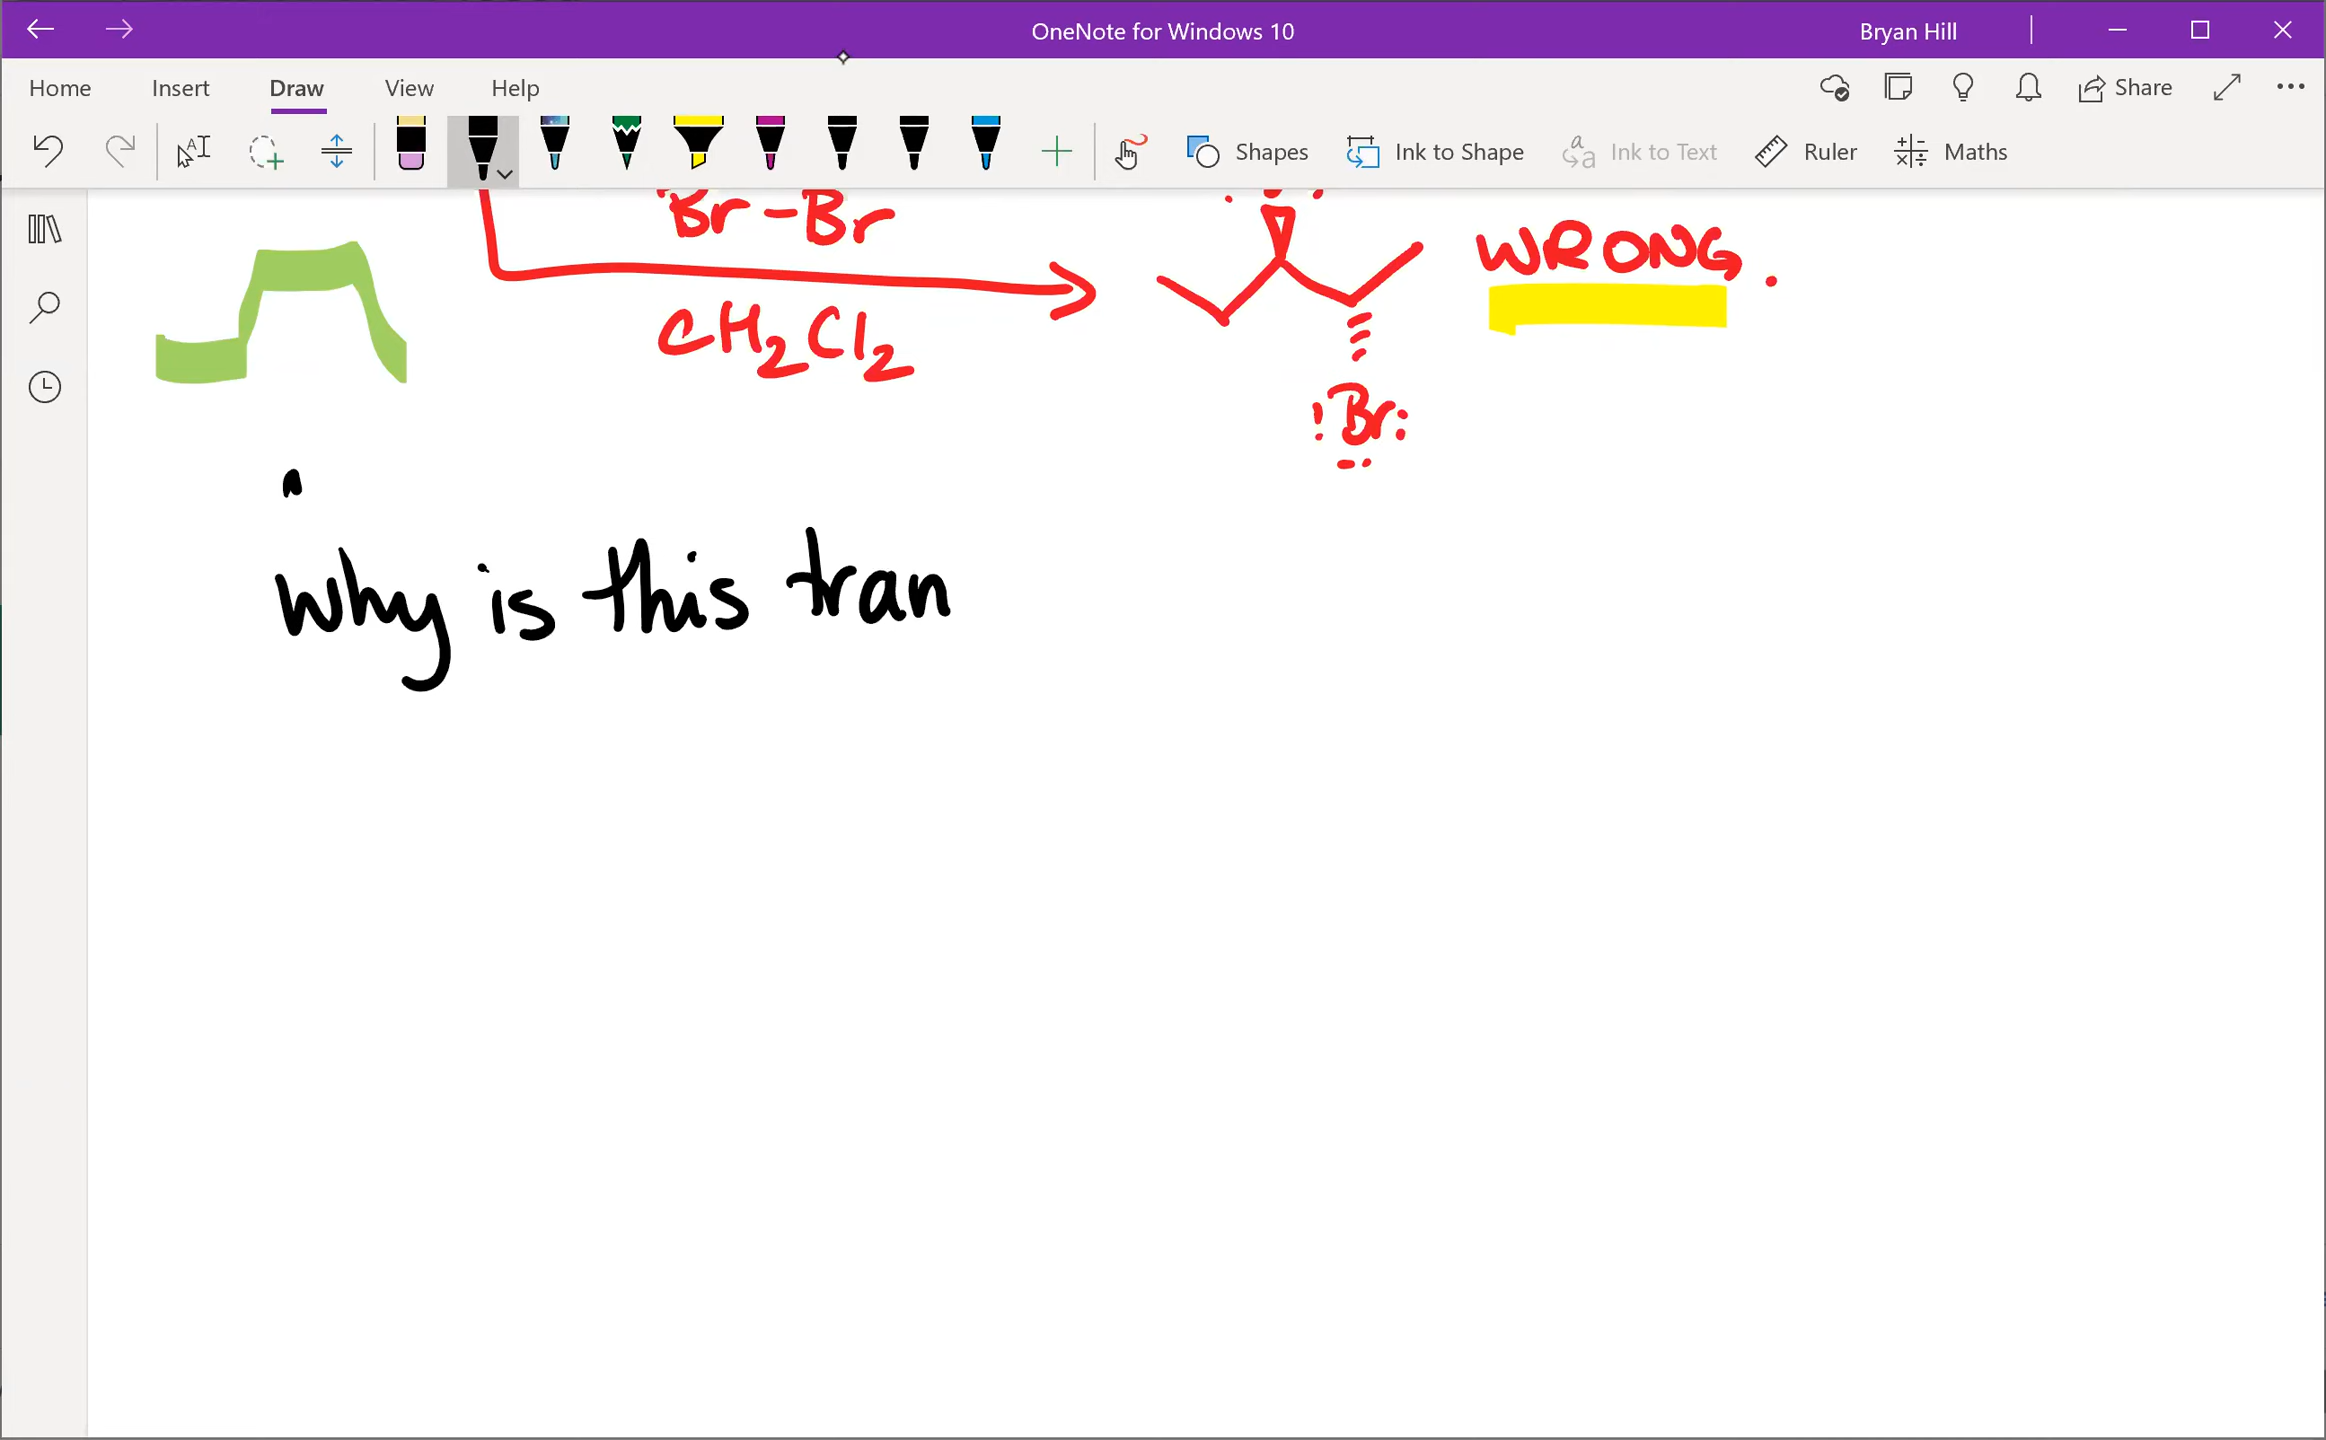 OneNote for Windows 10
Bryan Hill
Home Insert Draw View Help
Share
Shapes Ink to Shape Ink to Text Ruler Maths
Br-Br
WRONG.
CH2Cl2
:Br:
why is this tran